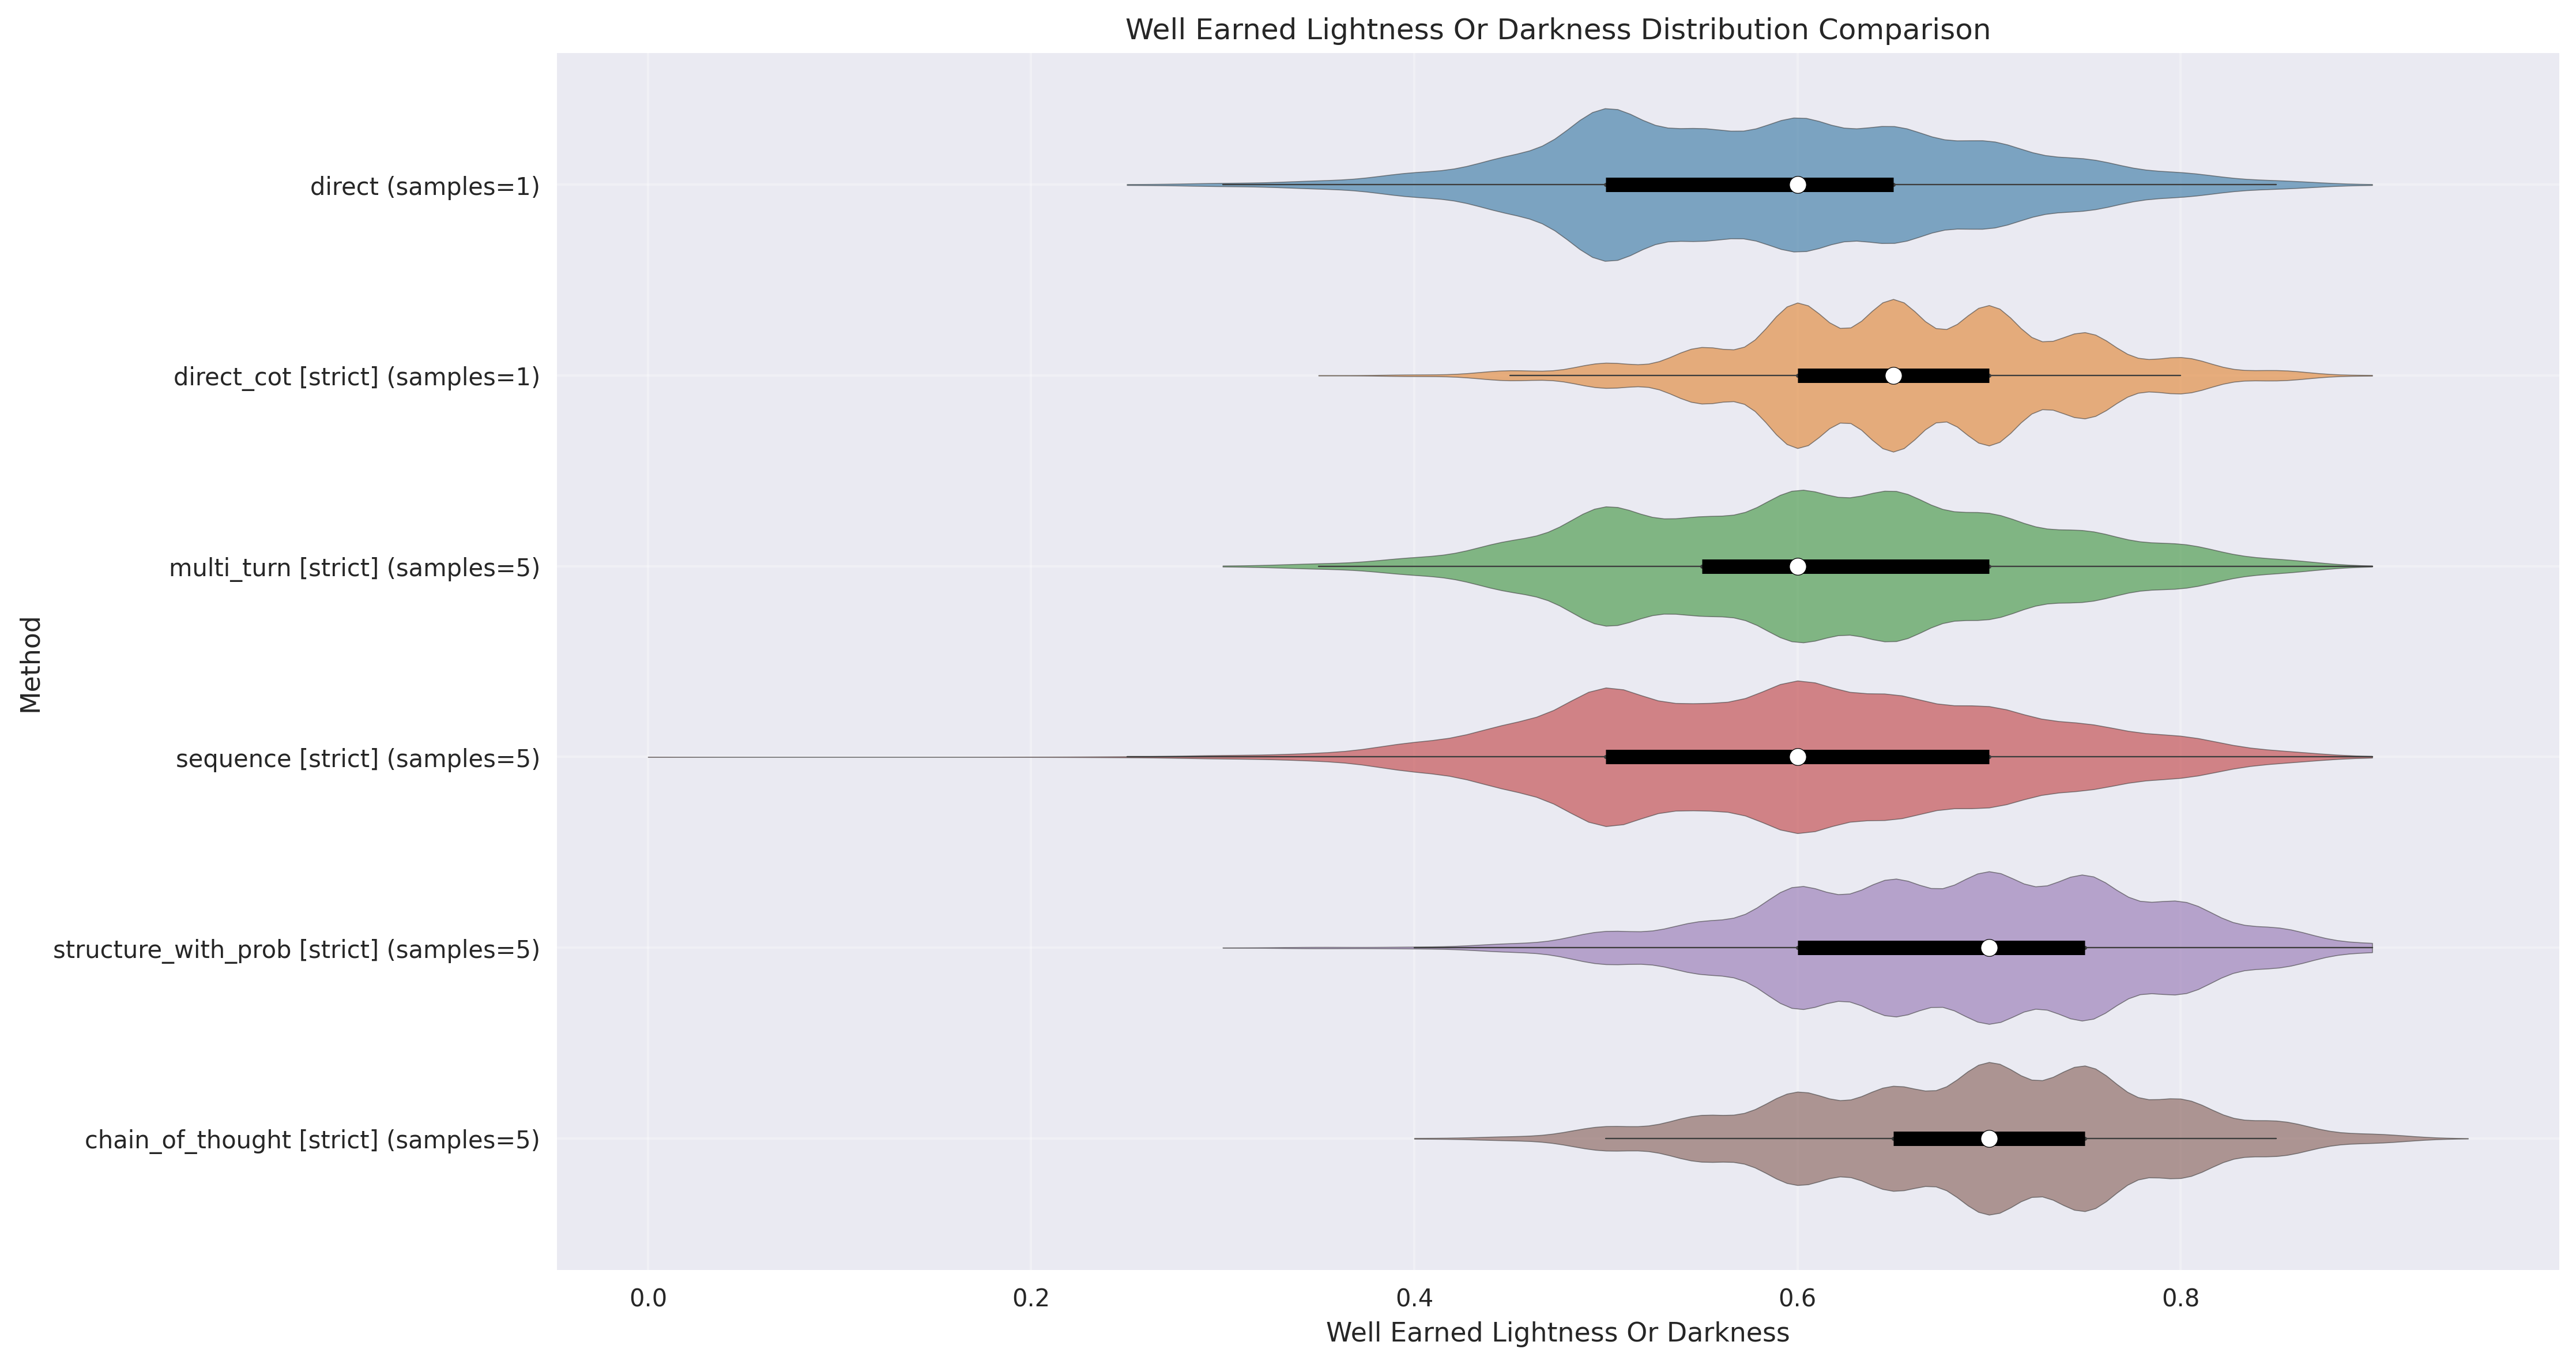 Well Earned Lightness Or Darkness Distribution Comparison
Method
direct (samples=1)
direct_cot [strict] (samples=1)
multi_turn [strict] (samples=5)
sequence [strict] (samples=5)
structure_with_prob [strict] (samples=5)
chain_of_thought [strict] (samples=5)
0.0 0.2 0.4 0.6 0.8
Well Earned Lightness Or Darkness